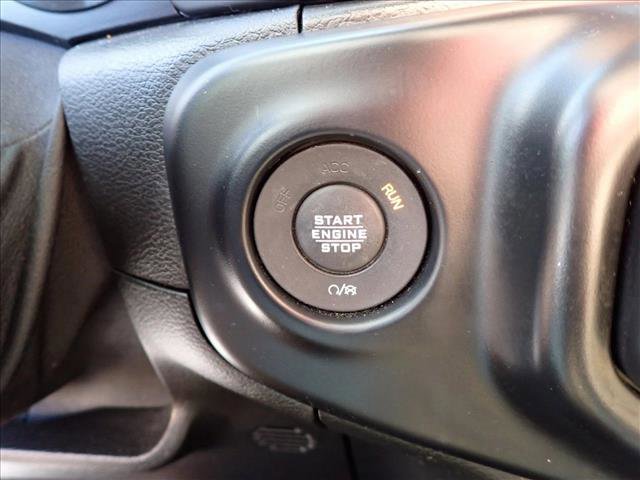 OFF
ACC
RUN
START
ENGINE
STOP